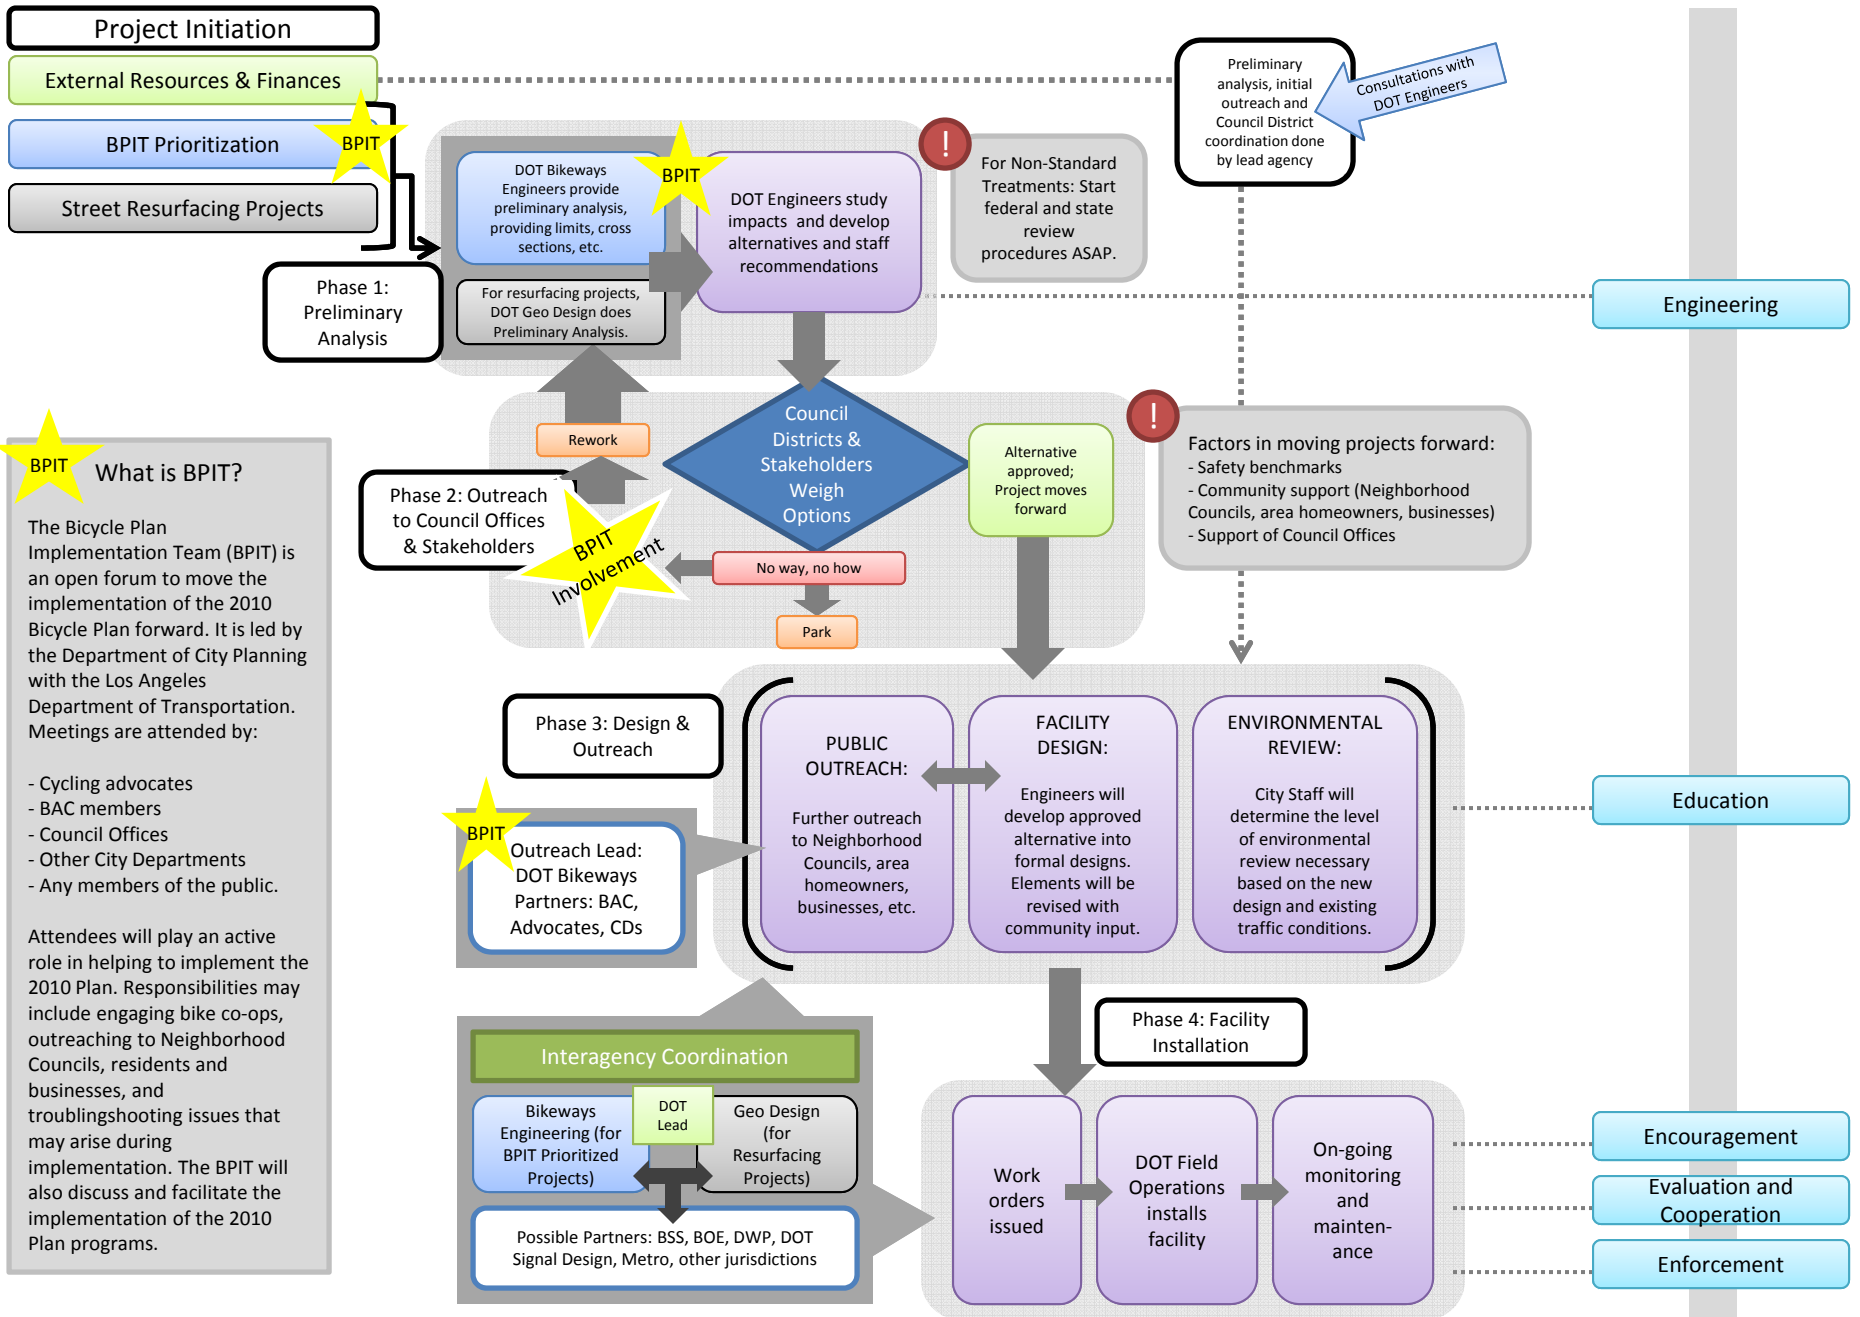 Project Initiation
External Resources & Finances
BPIT Prioritization
BPIT
Street Resurfacing Projects
Phase 1:
Preliminary
Analysis
DOT Bikeways
Engineers provide
preliminary analysis,
providing limits, cross
sections, etc.
For resurfacing projects,
DOT Geo Design does
Preliminary Analysis.
BPIT
DOT Engineers study
impacts and develop
alternatives and staff
recommendations
!
For Non-Standard
Treatments: Start
federal and state
review
procedures ASAP.
Preliminary
analysis, initial
outreach and
Council District
coordination done
by lead agency
Consultations with
DOT Engineers
Engineering
Phase 2: Outreach
to Council Offices
& Stakeholders
Rework
BPIT
Involvement
Council
Districts &
Stakeholders
Weigh
Options
No way, no how
Park
Alternative
approved;
Project moves
forward
!
Factors in moving projects forward:
- Safety benchmarks
- Community support (Neighborhood
Councils, area homeowners, businesses)
- Support of Council Offices
BPIT
What is BPIT?
The Bicycle Plan
Implementation Team (BPIT) is
an open forum to move the
implementation of the 2010
Bicycle Plan forward. It is led by
the Department of City Planning
with the Los Angeles
Department of Transportation.
Meetings are attended by:
- Cycling advocates
- BAC members
- Council Offices
- Other City Departments
- Any members of the public.
Attendees will play an active
role in helping to implement the
2010 Plan. Responsibilities may
include engaging bike co-ops,
outreaching to Neighborhood
Councils, residents and
businesses, and
troublingshooting issues that
may arise during
implementation. The BPIT will
also discuss and facilitate the
implementation of the 2010
Plan programs.
Phase 3: Design &
Outreach
BPIT
Outreach Lead:
DOT Bikeways
Partners: BAC,
Advocates, CDs
PUBLIC
OUTREACH:
Further outreach
to Neighborhood
Councils, area
homeowners,
businesses, etc.
FACILITY
DESIGN:
Engineers will
develop approved
alternative into
formal designs.
Elements will be
revised with
community input.
ENVIRONMENTAL
REVIEW:
City Staff will
determine the level
of environmental
review necessary
based on the new
design and existing
traffic conditions.
Education
Interagency Coordination
Bikeways
Engineering (for
BPIT Prioritized
Projects)
DOT
Lead
Geo Design
(for
Resurfacing
Projects)
Possible Partners: BSS, BOE, DWP, DOT
Signal Design, Metro, other jurisdictions
Phase 4: Facility
Installation
Work
orders
issued
DOT Field
Operations
installs
facility
On-going
monitoring
and
mainten-
ance
Encouragement
Evaluation and
Cooperation
Enforcement